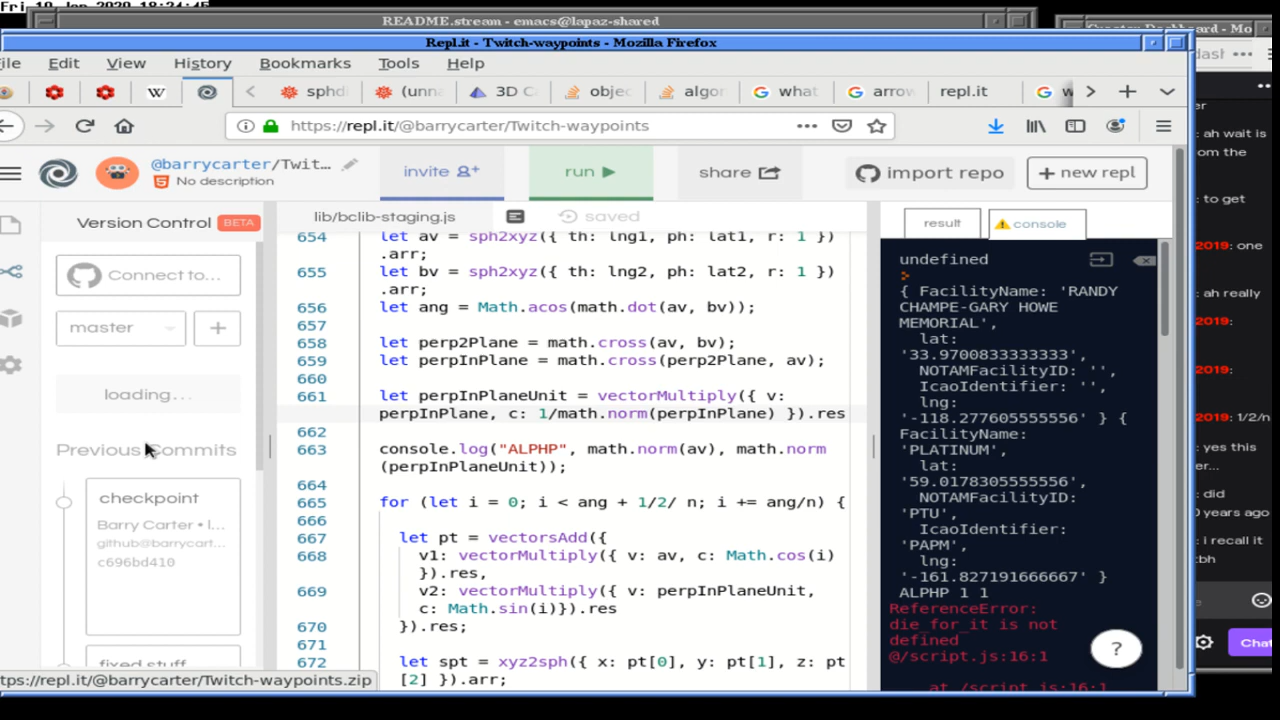 Fri 10 Jan 2020 18:24:45
README.stream - emacs@lapaz-shared
Repl.it - Twitch-waypoints - Mozilla Firefox
- Mo
ile Edit View History Bookmarks Tools Help
W sphd (unna 3D C objec algor what arrow repl.it w
https://repl.it/@barrycarter/Twitch-waypoints
@barrycarter/Twit...
No description
invite
run
share
import repo
+ new repl
Version Control BETA
Connect to...
master
+
loading...
Previous Commits
checkpoint
Barry Carter • l...
github@barrycart...
c696bd410
fixed stuff
tps://repl.it/@barrycarter/Twitch-waypoints.zip
lib/bclib-staging.js
saved
654 let av = sph2xyz({ th: lng1, ph: lat1, r: 1 })
.arr;
655 let bv = sph2xyz({ th: lng2, ph: lat2, r: 1 })
.arr;
656 let ang = Math.acos(math.dot(av, bv));
657
658 let perp2Plane = math.cross(av, bv);
659 let perpInPlane = math.cross(perp2Plane, av);
660
661 let perpInPlaneUnit = vectorMultiply({ v:
perpInPlane, c: 1/math.norm(perpInPlane) }).res
662
663 console.log("ALPHP", math.norm(av), math.norm
(perpInPlaneUnit));
664
665 for (let i = 0; i < ang + 1/2/ n; i += ang/n) {
666
667 let pt = vectorsAdd({
668 v1: vectorMultiply({ v: av, c: Math.cos(i)
}).res,
669 v2: vectorMultiply({ v: perpInPlaneUnit,
c: Math.sin(i)}).res
670 }).res;
671
672 let spt = xyz2sph({ x: pt[0], y: pt[1], z: pt
[2] }).arr;
result
console
undefined
>
{ FacilityName: 'RANDY
CHAMPE-GARY HOWE
MEMORIAL',
lat:
'33.9700833333333',
NOTAMFacilityID: '',
IcaoIdentifier: '',
lng:
'-118.277605555556' } {
FacilityName:
'PLATINUM',
lat:
'59.0178305555556',
NOTAMFacilityID:
'PTU',
IcaoIdentifier:
'PAPM',
lng:
'-161.827191666667' }
ALPHP 1 1
ReferenceError:
die_for_it is not
defined
@/script.js:16:1
at /script.js:16:1
?
dasl
er
: ah wait is
om the
: to get
2019: one
: ah really
2019:
2019:
2019: 1/2/n
: yes this
er...
: did
0 years ago
: i recall it
tbh
Chat